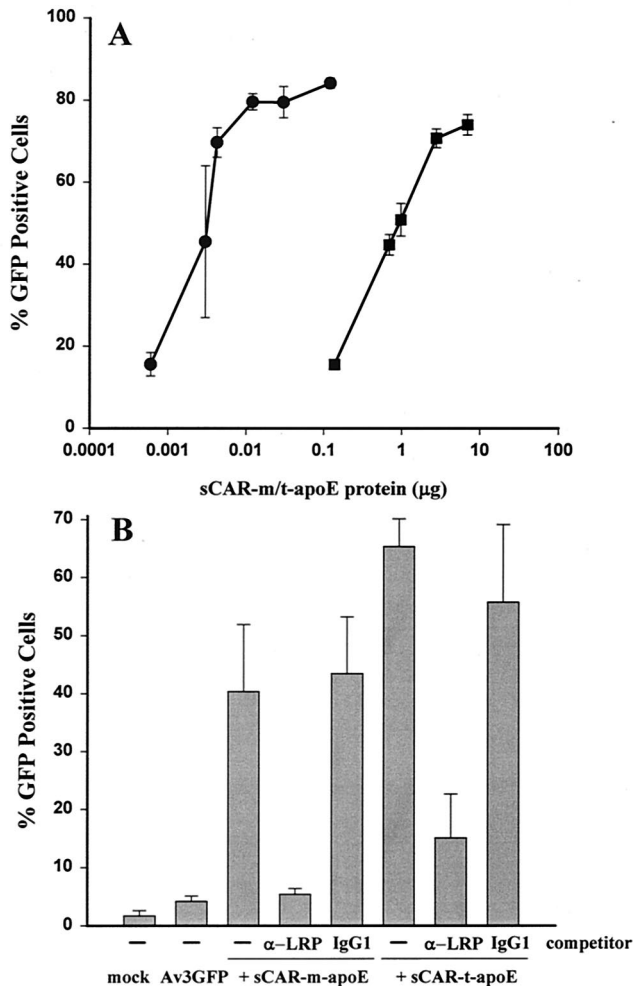 A
100
80
60
40
20
0
% GFP Positive Cells
0.0001 0.001 0.01 0.1 1 10 100
sCAR-m/t-apoE protein (µg)
B
70
60
50
40
30
20
10
0
% GFP Positive Cells
– – – α–LRP IgG1 – α–LRP IgG1 competitor
mock Av3GFP + sCAR-m-apoE + sCAR-t-apoE